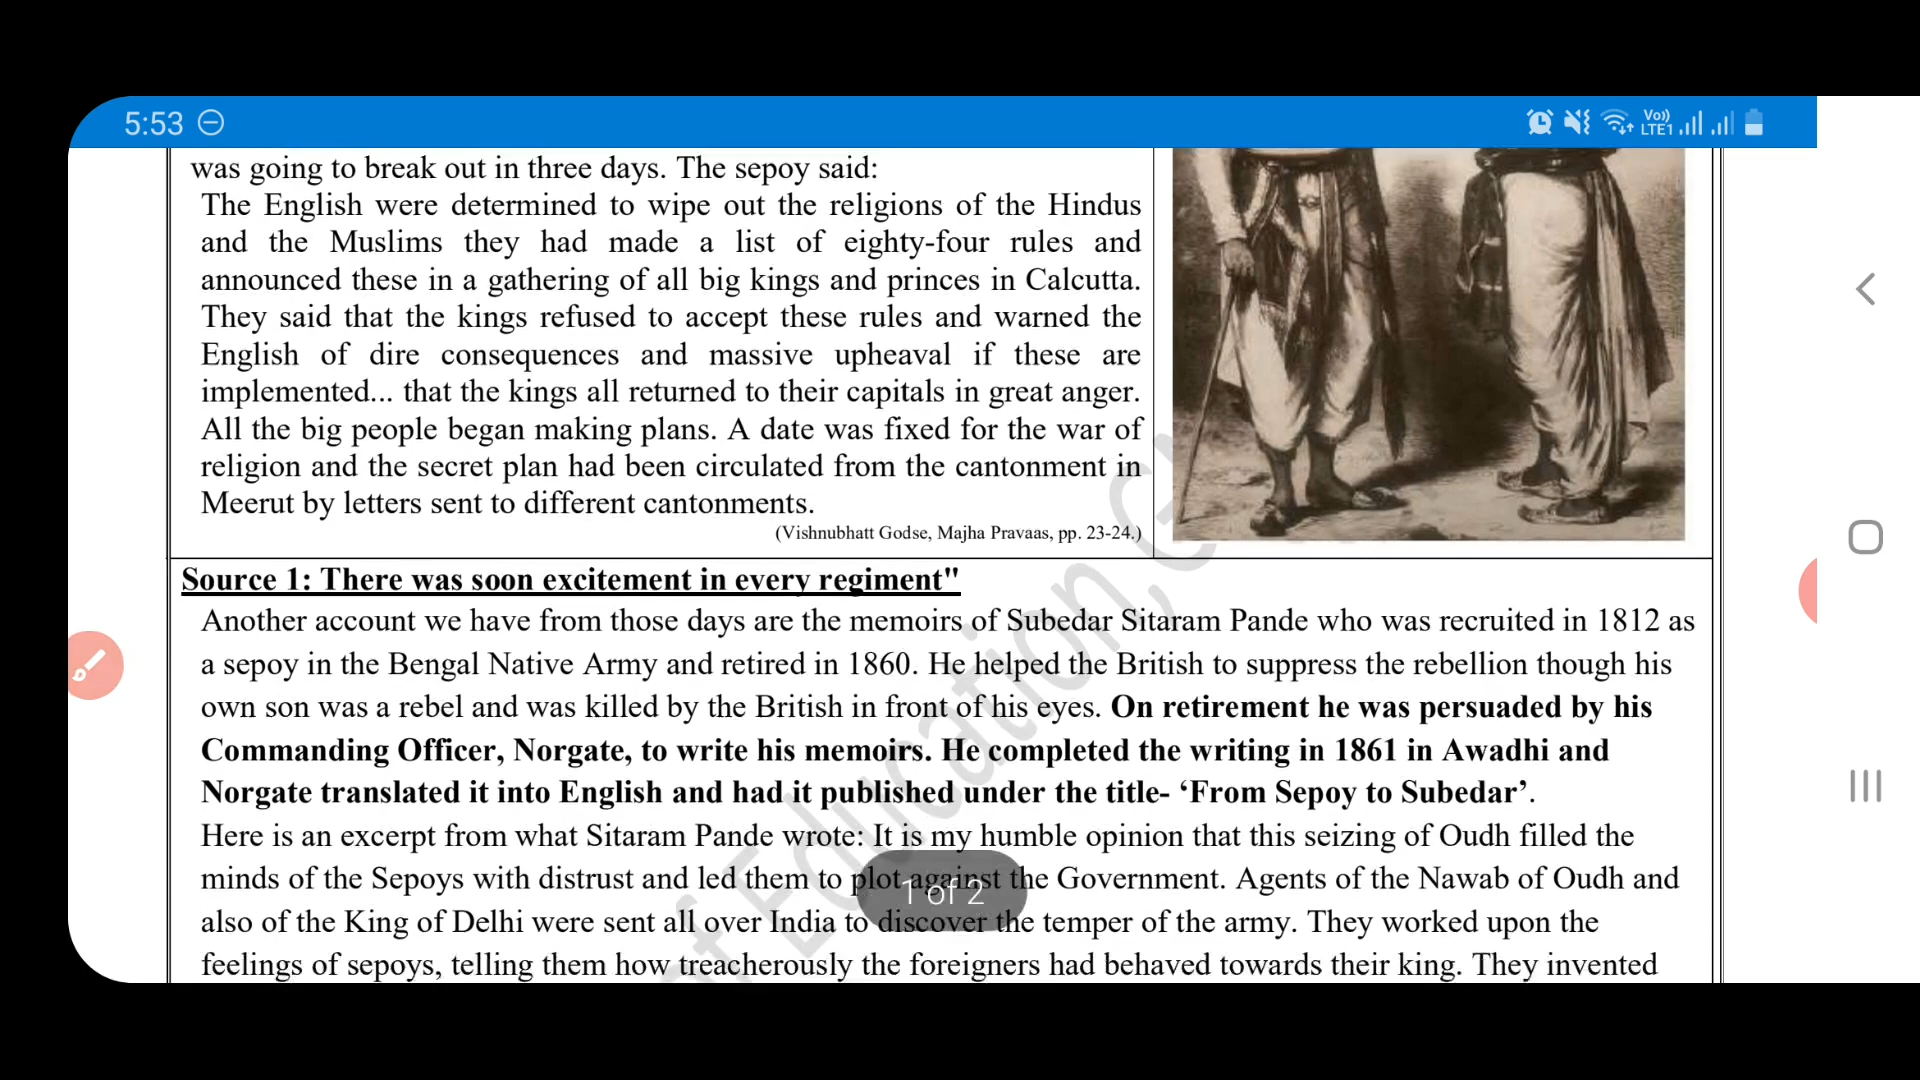 5:53
Vo))
LTE1
was going to break out in three days. The sepoy said:
The English were determined to wipe out the religions of the Hindus
and the Muslims they had made a list of eighty-four rules and
announced these in a gathering of all big kings and princes in Calcutta.
They said that the kings refused to accept these rules and warned the
English of dire consequences and massive upheaval if these are
implemented... that the kings all returned to their capitals in great anger.
All the big people began making plans. A date was fixed for the war of
religion and the secret plan had been circulated from the cantonment in
Meerut by letters sent to different cantonments.
(Vishnubhatt Godse, Majha Pravaas, pp. 23-24.)
Source 1: There was soon excitement in every regiment"
Another account we have from those days are the memoirs of Subedar Sitaram Pande who was recruited in 1812 as
a sepoy in the Bengal Native Army and retired in 1860. He helped the British to suppress the rebellion though his
own son was a rebel and was killed by the British in front of his eyes. On retirement he was persuaded by his
Commanding Officer, Norgate, to write his memoirs. He completed the writing in 1861 in Awadhi and
Norgate translated it into English and had it published under the title- ‘From Sepoy to Subedar’.
Here is an excerpt from what Sitaram Pande wrote: It is my humble opinion that this seizing of Oudh filled the
minds of the Sepoys with distrust and led them to plot against the Government. Agents of the Nawab of Oudh and
also of the King of Delhi were sent all over India to discover the temper of the army. They worked upon the
feelings of sepoys, telling them how treacherously the foreigners had behaved towards their king. They invented
1 of 2
of Education, G